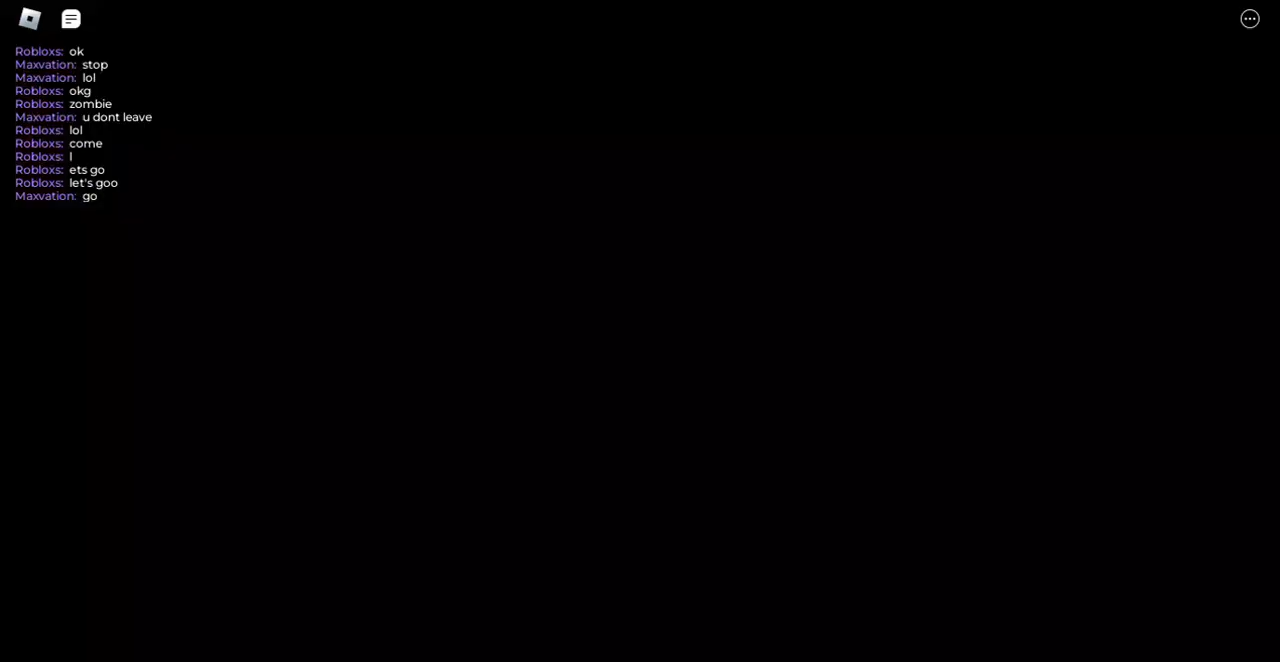 Robloxs: ok
Maxvation: stop
Maxvation: lol
Robloxs: okg
Robloxs: zombie
Maxvation: u dont leave
Robloxs: lol
Robloxs: come
Robloxs: l
Robloxs: ets go
Robloxs: let's goo
Maxvation: go